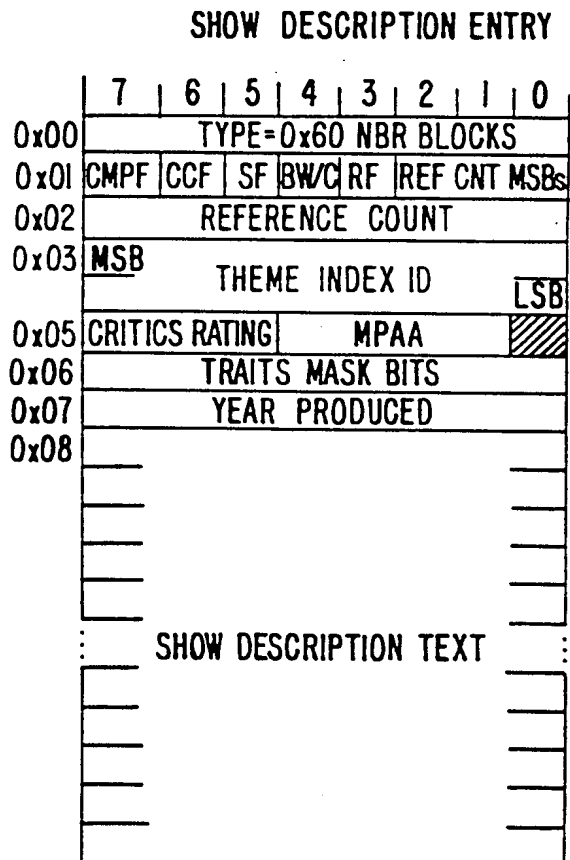 SHOW DESCRIPTION ENTRY
7 6 5 4 3 2 1 0
0x00 TYPE=0x60 NBR BLOCKS
0x01 CMPF CCF SF BW/C RF REF CNT MSBs
0x02 REFERENCE COUNT
0x03 MSB THEME INDEX ID LSB
0x05 CRITICS RATING MPAA
0x06 TRAITS MASK BITS
0x07 YEAR PRODUCED
0x08
SHOW DESCRIPTION TEXT